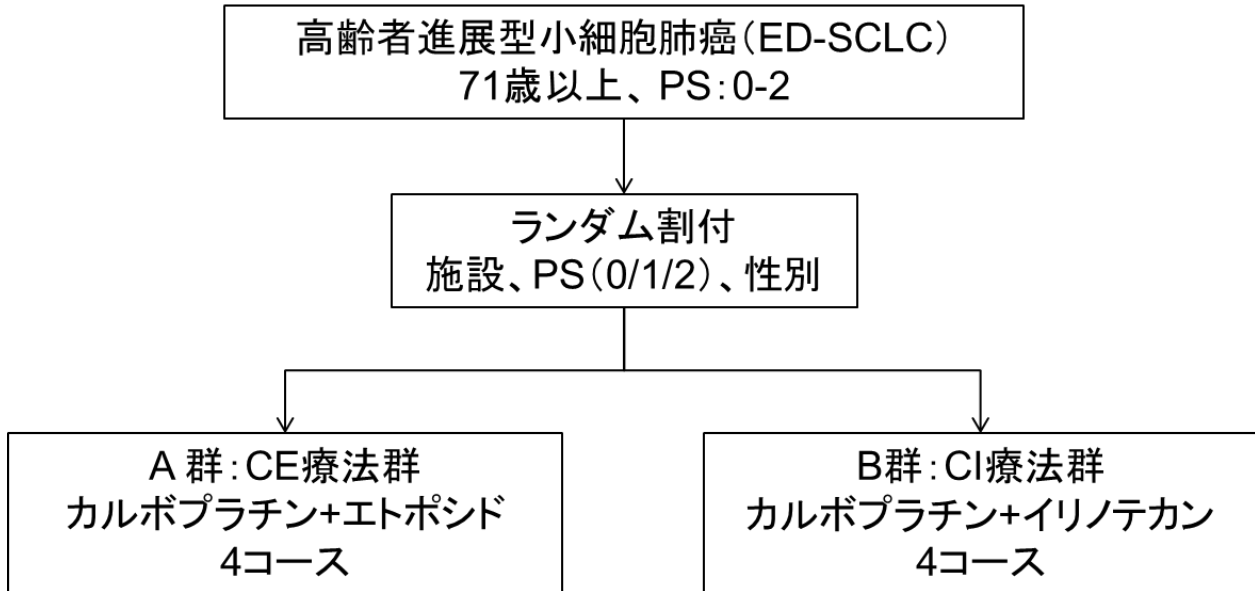 高齢者進展型小細胞肺癌(ED-SCLC)
71歳以上、PS:0-2
ランダム割付
施設、PS(0/1/2)、性別
A 群:CE療法群
カルボプラチン+エトポシド
4コース
B群:CI療法群
カルボプラチン+イリノテカン
4コース